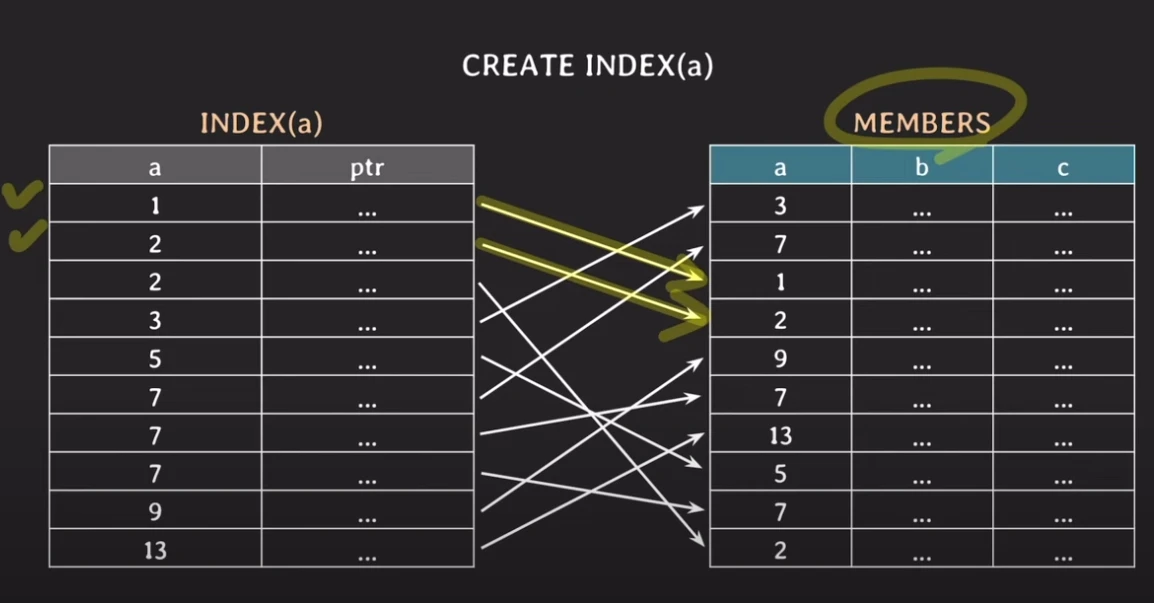 CREATE INDEX(a)
INDEX(a) MEMBERS
a ptr a b c
1 ... 3 ... ...
2 ... 7 ... ...
2 ... 1 ... ...
3 ... 2 ... ...
5 ... 9 ... ...
7 ... 7 ... ...
7 ... 13 ... ...
7 ... 5 ... ...
9 ... 7 ... ...
13 ... 2 ... ...